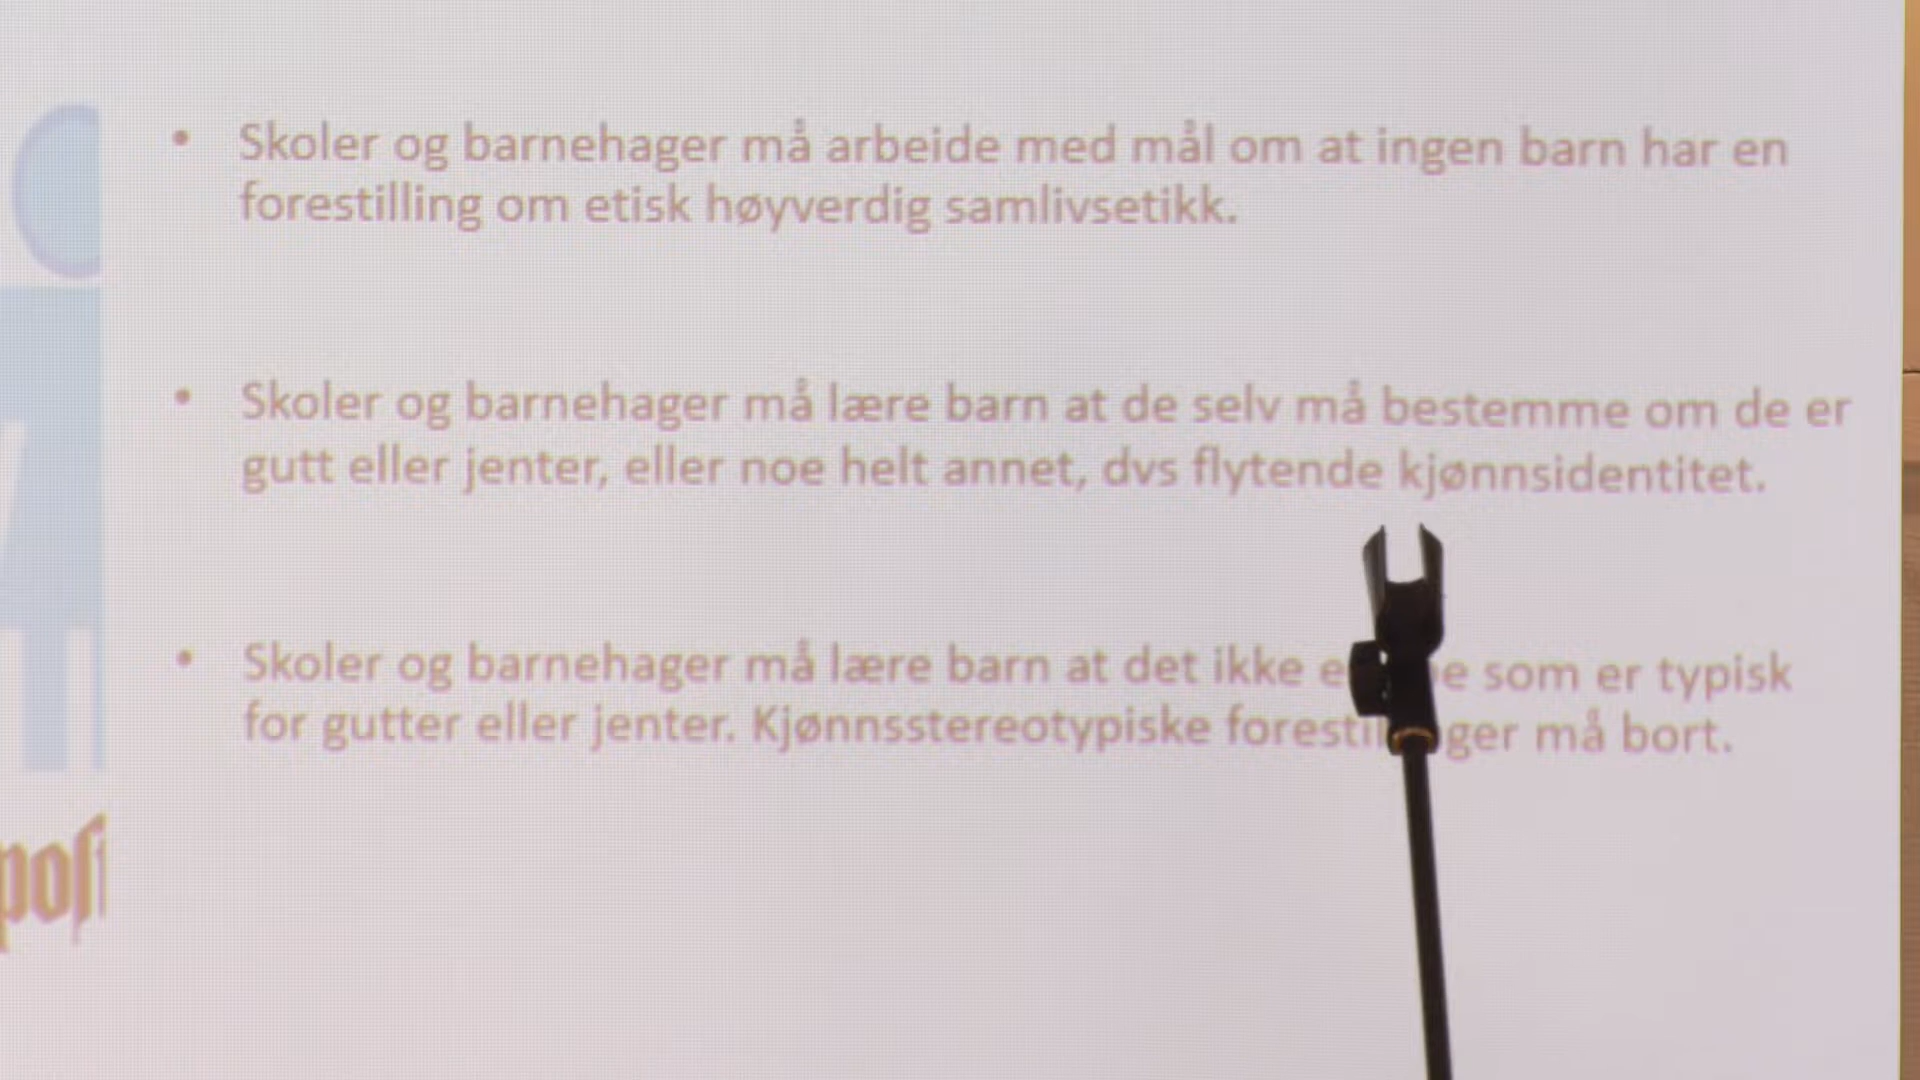 Skoler og barnehager må arbeide med mål om at ingen barn har en
forestilling om etisk høyverdig samlivsetikk.
Skoler og barnehager må lære barn at de selv må bestemme om de er
gutt eller jenter, eller noe helt annet, dvs flytende kjønnsidentitet.
Skoler og barnehager må lære barn at det ikke som er typisk
for gutter eller jenter. Kjønnsstereotypiske må bort.